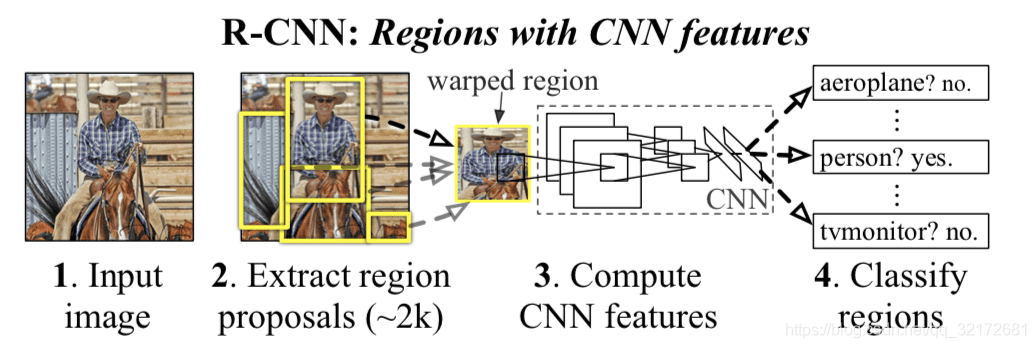 R-CNN: Regions with CNN features
warped region
aeroplane? no.
person? yes.
tvmonitor? no.
CNN
1. Input
image
2. Extract region
proposals (~2k)
3. Compute
CNN features
4. Classify
regions
https://blog.csdn.net/qq_32172681